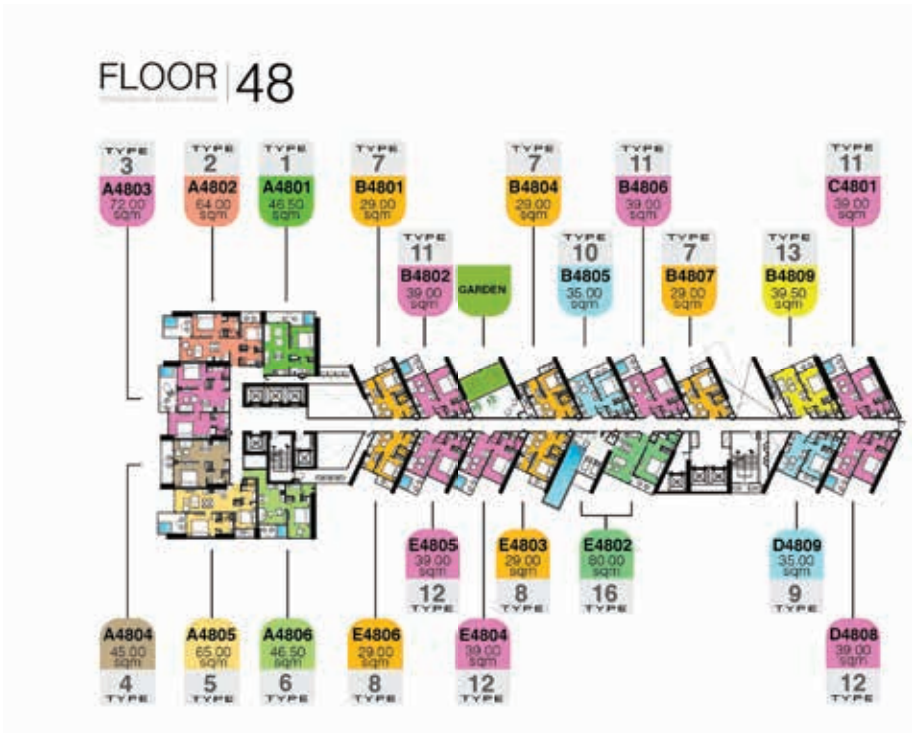 FLOOR 48
TYPE
3
A4803
72.00
sqm
TYPE
2
A4802
64.00
sqm
TYPE
1
A4801
46.50
sqm
TYPE
7
B4801
29.00
sqm
TYPE
7
B4804
29.00
sqm
TYPE
11
B4806
39.00
sqm
TYPE
11
C4801
39.00
sqm
TYPE
11
B4802
39.00
sqm
GARDEN
TYPE
10
B4805
35.00
sqm
TYPE
7
B4807
29.00
sqm
TYPE
13
B4809
39.50
sqm
E4805
39.00
sqm
12
TYPE
E4803
29.00
sqm
8
TYPE
E4802
80.00
sqm
16
TYPE
D4809
35.00
sqm
9
TYPE
A4804
45.00
sqm
4
TYPE
A4805
65.00
sqm
5
TYPE
A4806
46.50
sqm
6
TYPE
E4806
29.00
sqm
8
TYPE
E4804
39.00
sqm
12
TYPE
D4808
39.00
sqm
12
TYPE